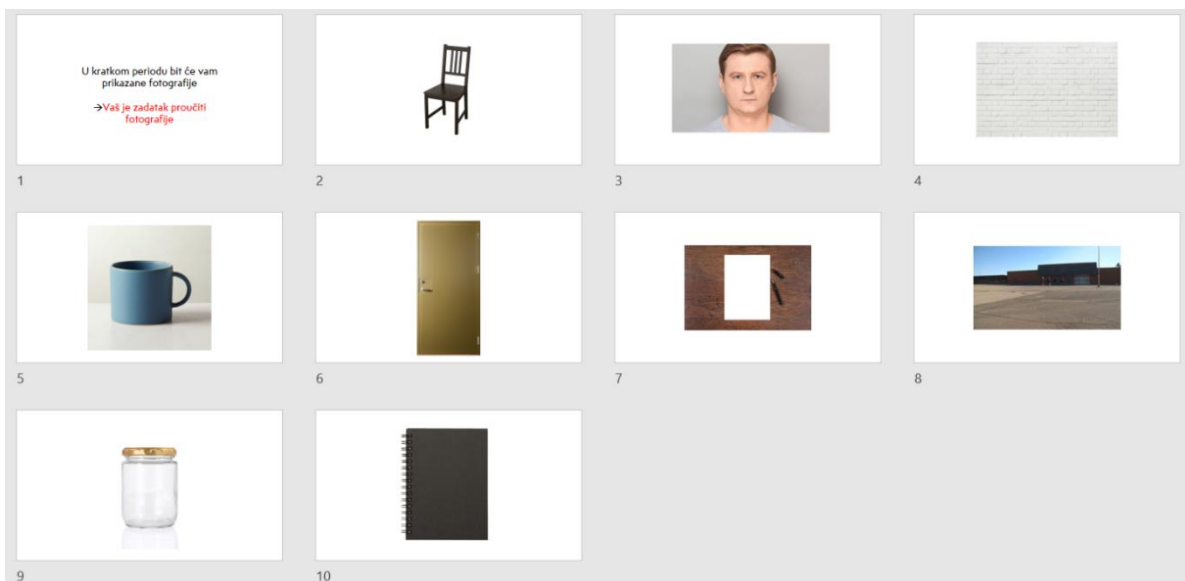 U kratkom periodu bit će vam
prikazane fotografije
→Vaš je zadatak proučiti
fotografije
1
2
3
4
5
6
7
8
9
10